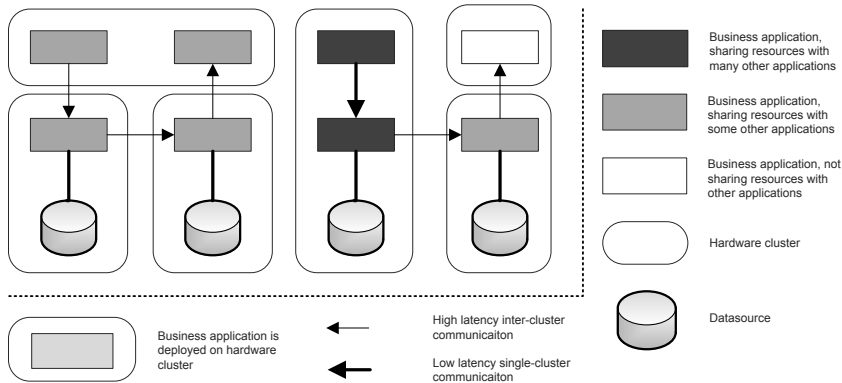 Business application,
sharing resources with
many other applications
Business application,
sharing resources with
some other applications
Business application, not
sharing resources with
other applications
Hardware cluster
Datasource
Business application is
deployed on hardware
cluster
High latency inter-cluster
communicaiton
Low latency single-cluster
communicaiton